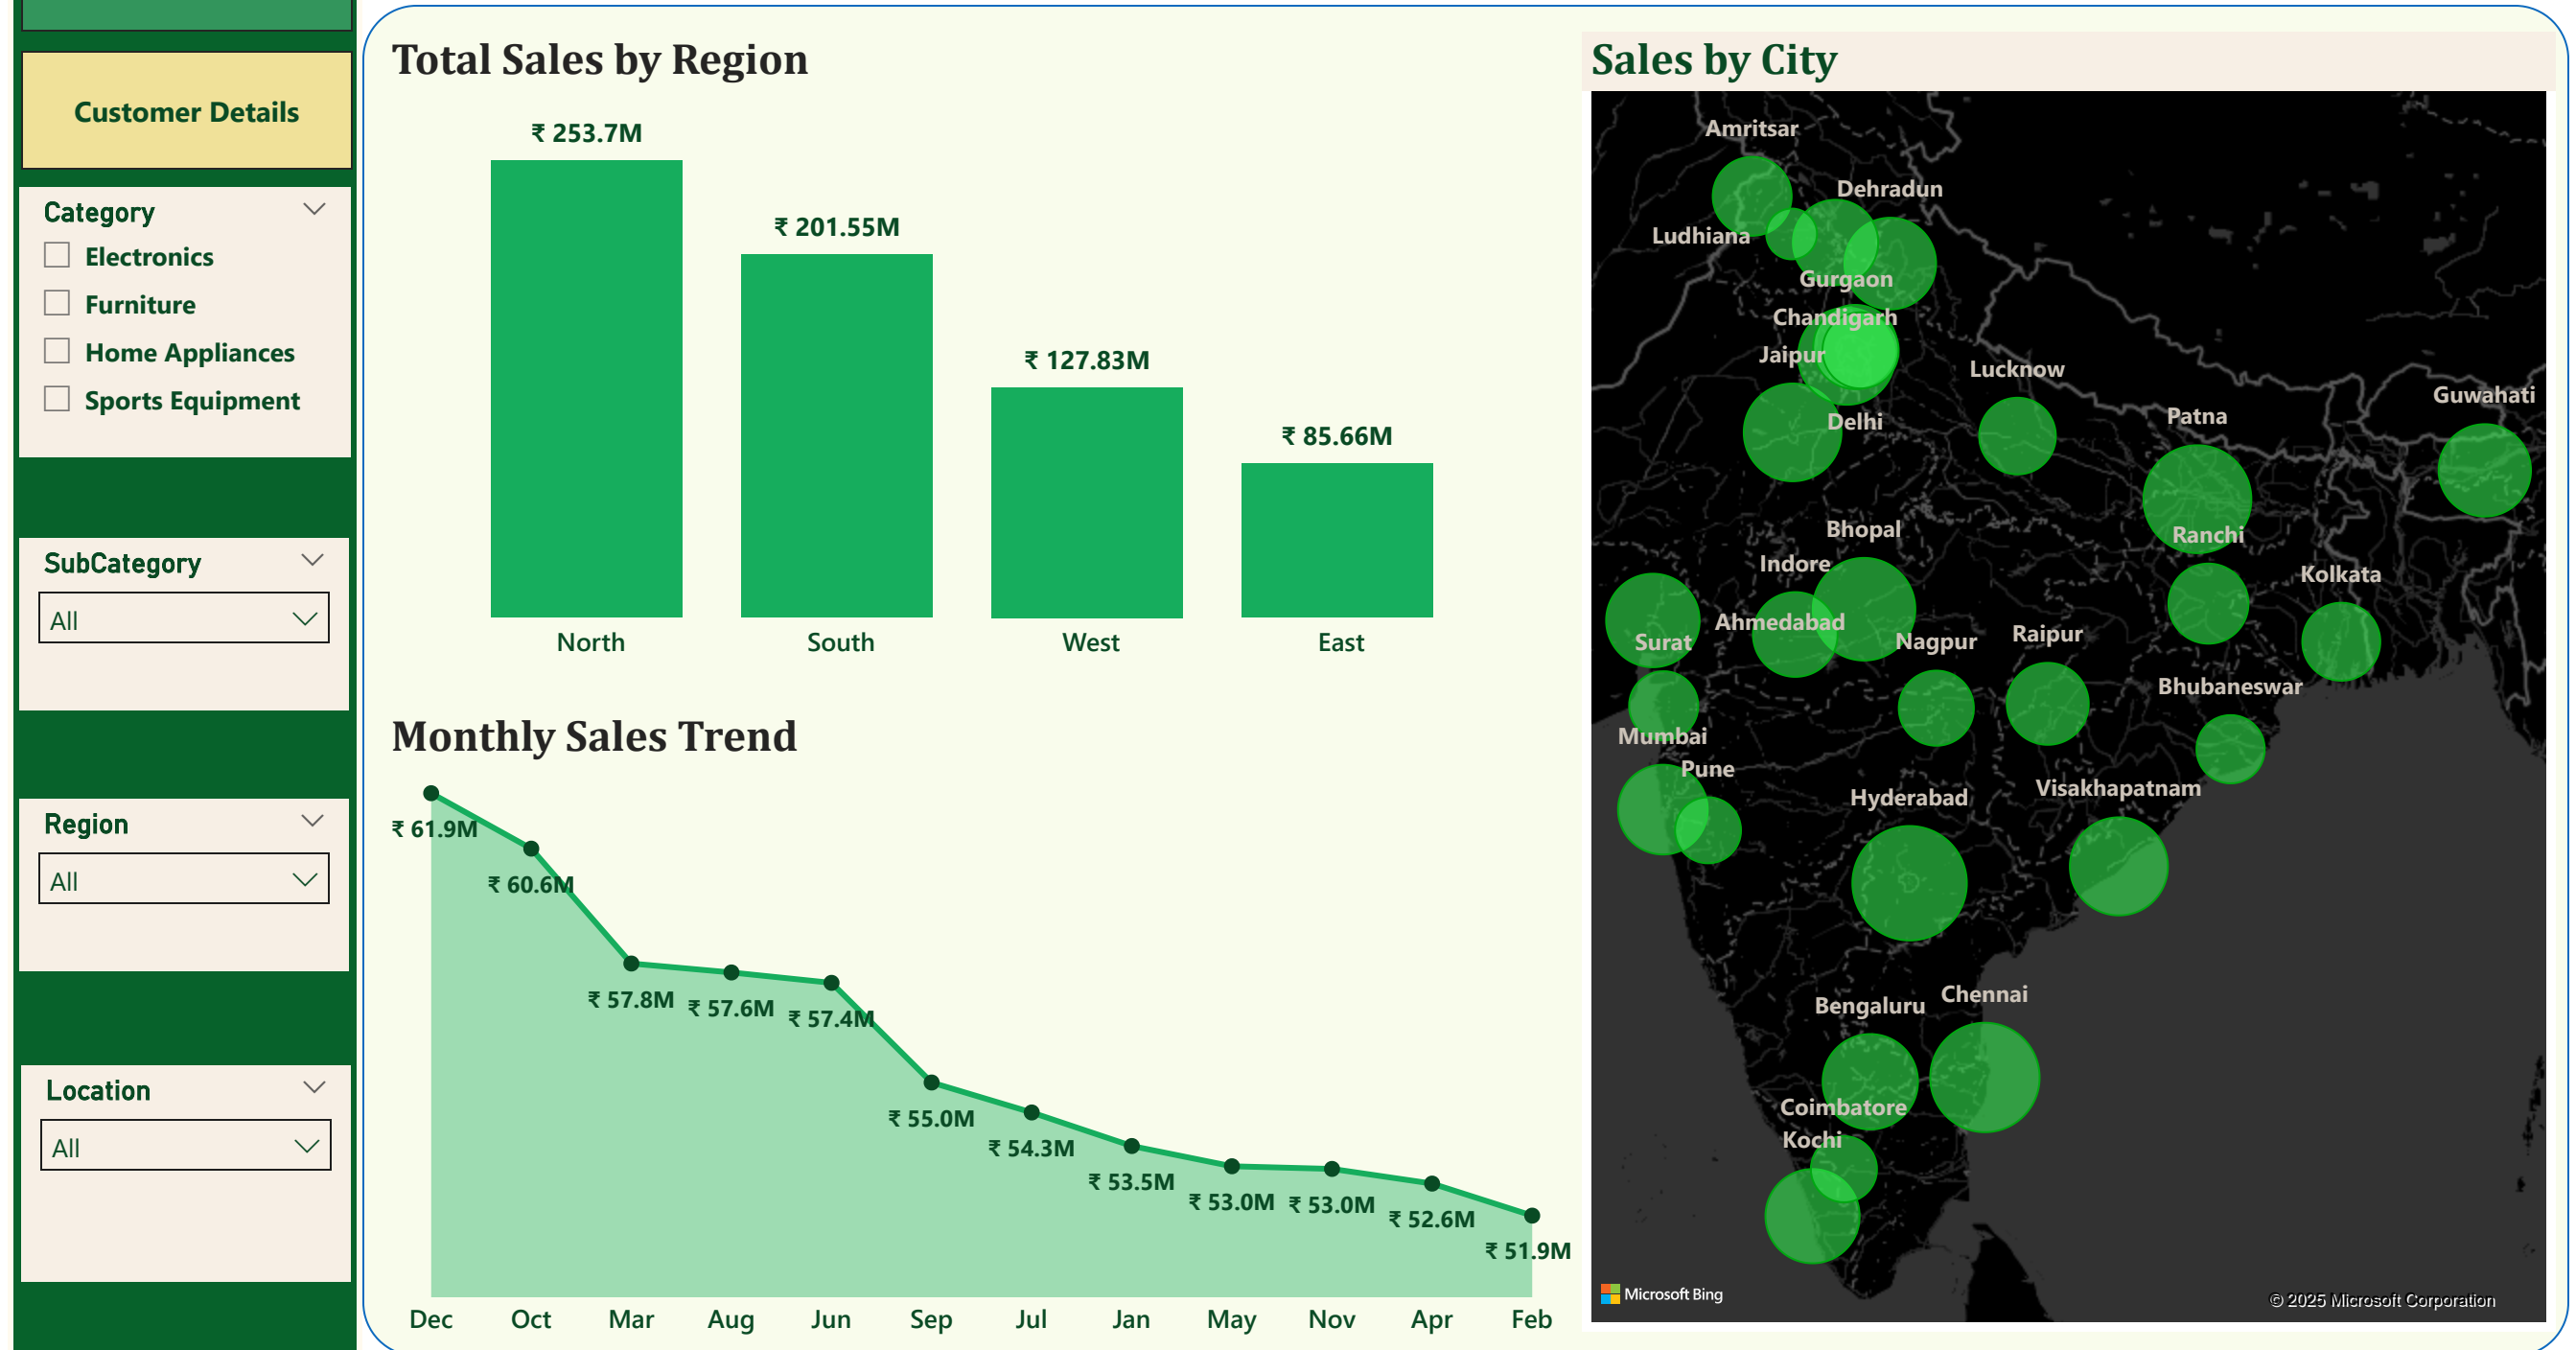 Customer Details
Category
Electronics
Furniture
Home Appliances
Sports Equipment
SubCategory
All
Region
All
Location
All
Total Sales by Region
₹ 253.7M
₹ 201.55M
₹ 127.83M
₹ 85.66M
North South West East
Monthly Sales Trend
₹ 61.9M
₹ 60.6M
₹ 57.8M
₹ 57.6M
₹ 57.4M
₹ 55.0M
₹ 54.3M
₹ 53.5M
₹ 53.0M
₹ 53.0M
₹ 52.6M
₹ 51.9M
Dec Oct Mar Aug Jun Sep Jul Jan May Nov Apr Feb
Sales by City
Amritsar
Dehradun
Ludhiana
Gurgaon
Chandigarh
Jaipur
Lucknow
Guwahati
Patna
Delhi
Bhopal
Ranchi
Indore
Kolkata
Ahmedabad
Surat
Nagpur
Raipur
Bhubaneswar
Mumbai
Pune
Visakhapatnam
Hyderabad
Chennai
Bengaluru
Coimbatore
Kochi
Microsoft Bing
© 2025 Microsoft Corporation